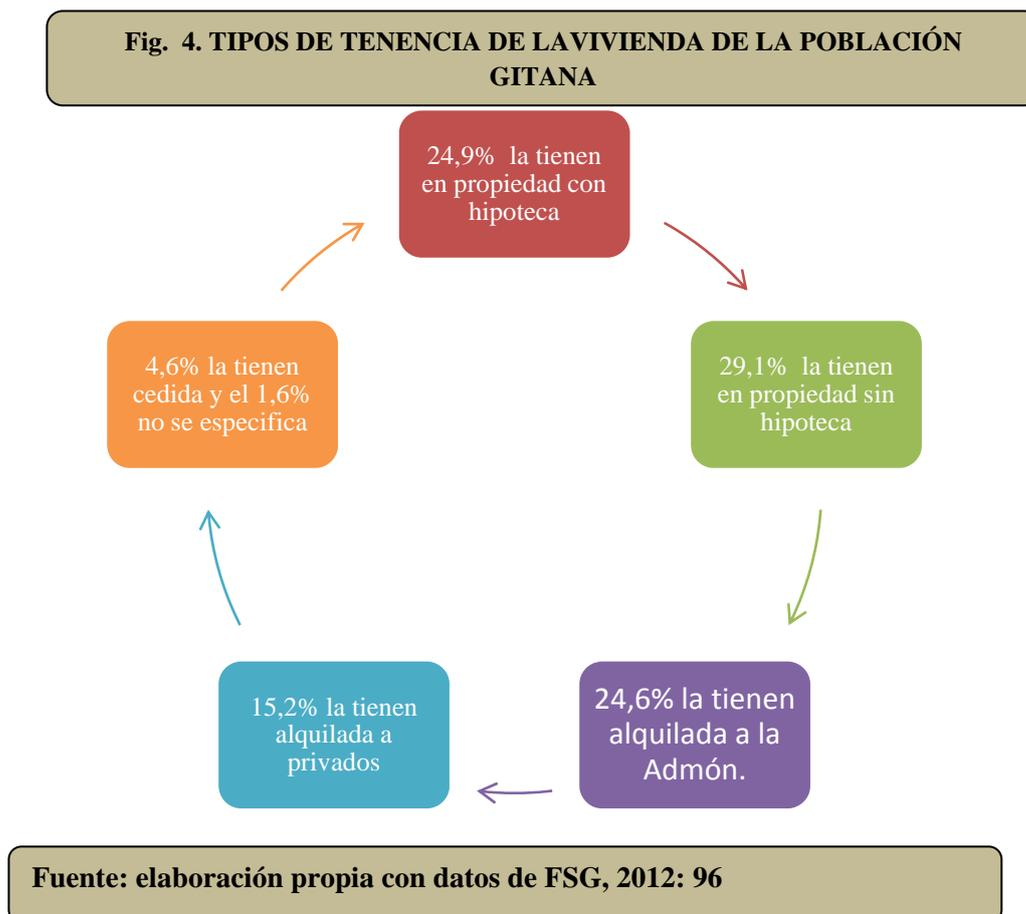 Fig. 4. TIPOS DE TENENCIA DE LAVIVIENDA DE LA POBLACIÓN
GITANA
24,9% la tienen
en propiedad con
hipoteca
29,1% la tienen
en propiedad sin
hipoteca
24,6% la tienen
alquilada a la
Admón.
15,2% la tienen
alquilada a
privados
4,6% la tienen
cedida y el 1,6%
no se especifica
Fuente: elaboración propia con datos de FSG, 2012: 96